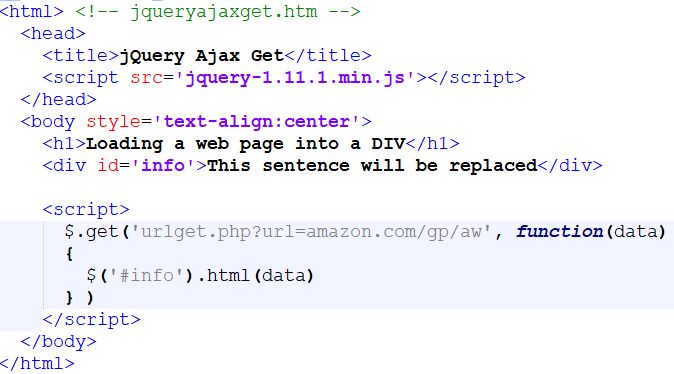 <html> <!-- jqueryajaxget.htm -->
<head>
<title>jQuery Ajax Get</title>
<script src='jquery-1.11.1.min.js'></script>
</head>
<body style='text-align:center'>
<h1>Loading a web page into a DIV</h1>
<div id='info'>This sentence will be replaced</div>
<script>
$.get('urlget.php?url=amazon.com/gp/aw', function(data)
{
$('#info').html(data)
} )
</script>
</body>
</html>